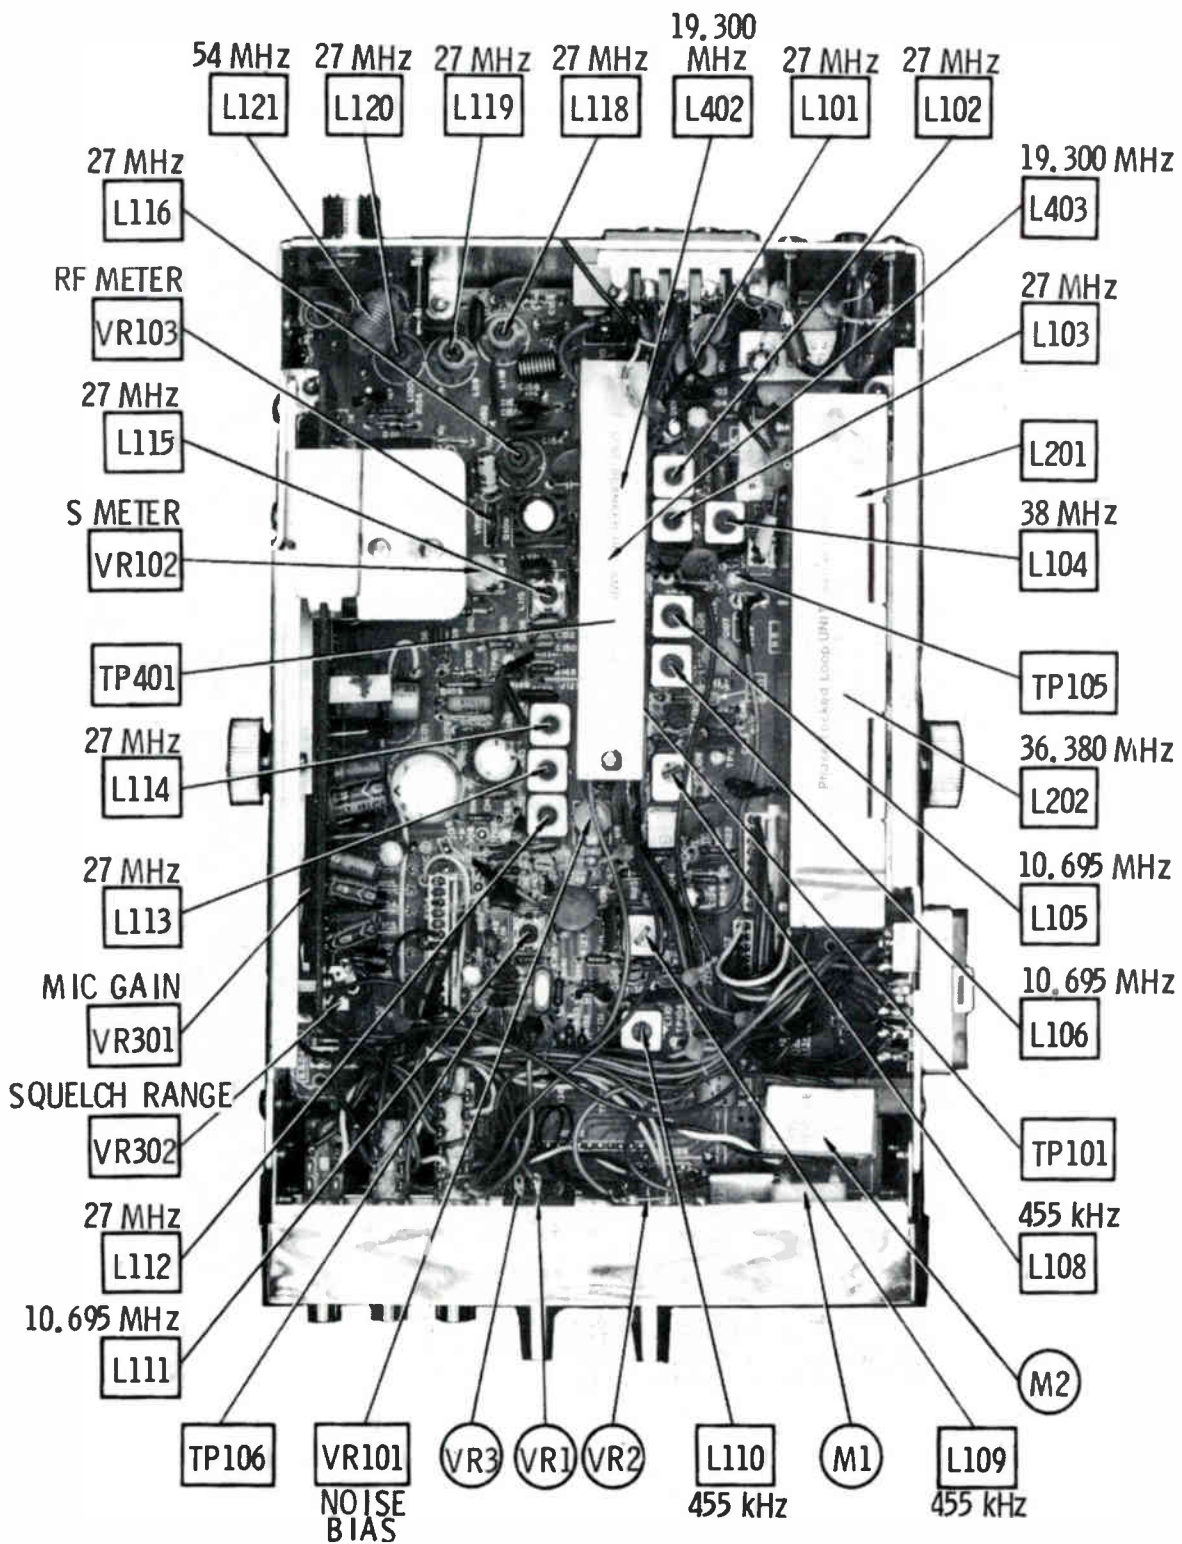 54 MHz
L121
27 MHz
L120
27 MHz
L119
27 MHz
L118
19.300
MHz
L402
27 MHz
L101
27 MHz
L102
27 MHz
L116
19.300 MHz
L403
RF METER
VR103
27 MHz
L103
27 MHz
L115
L201
S METER
VR102
38 MHz
L104
TP401
TP105
27 MHz
L114
36.380 MHz
L202
27 MHz
L113
10.695 MHz
L105
MIC GAIN
VR301
10.695 MHz
L106
SQUELCH RANGE
VR302
TP101
27 MHz
L112
455 kHz
L108
10.695 MHz
L111
M2
TP106
VR101
NOISE
BIAS
VR3
VR1
VR2
L110
455 kHz
M1
L109
455 kHz
Phase Locked Loop UNIT